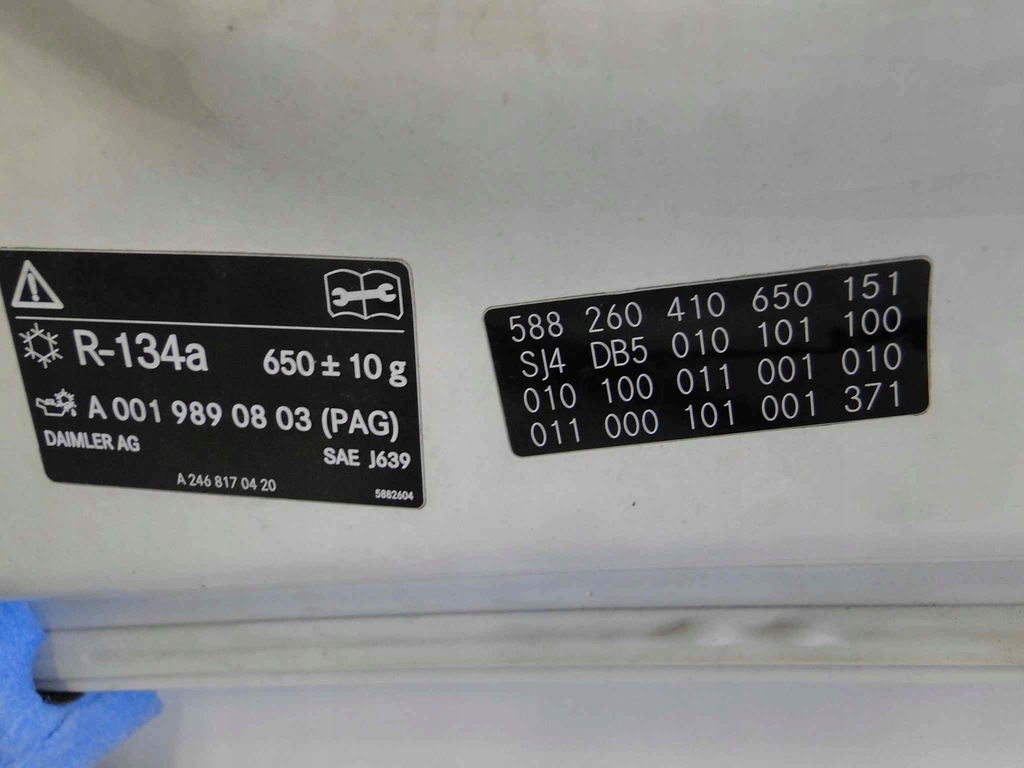 R-134a 650 ± 10 g
A 001 989 08 03 (PAG)
DAIMLER AG
SAE J639
A 246 817 04 20
5882604
588 260 410 650 151
SJ4 DB5 010 101 100
010 100 011 001 010
011 000 101 001 371